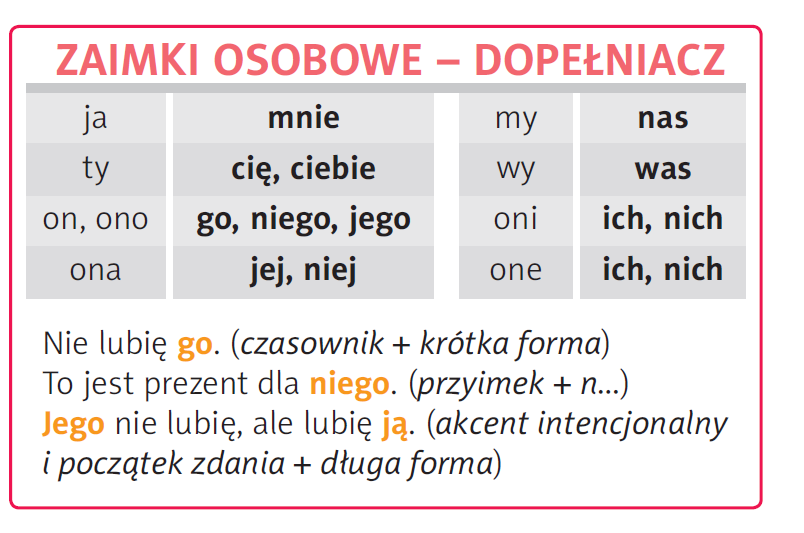 ZAIMKI OSOBOWE – DOPEŁNIACZ
ja mnie my nas
ty cię, ciebie wy was
on, ono go, niego, jego oni ich, nich
ona jej, niej one ich, nich
Nie lubię go. (czasownik + krótka forma)
To jest prezent dla niego. (przyimek + n...)
Jego nie lubię, ale lubię ją. (akcent intencjonalny
i początek zdania + długa forma)